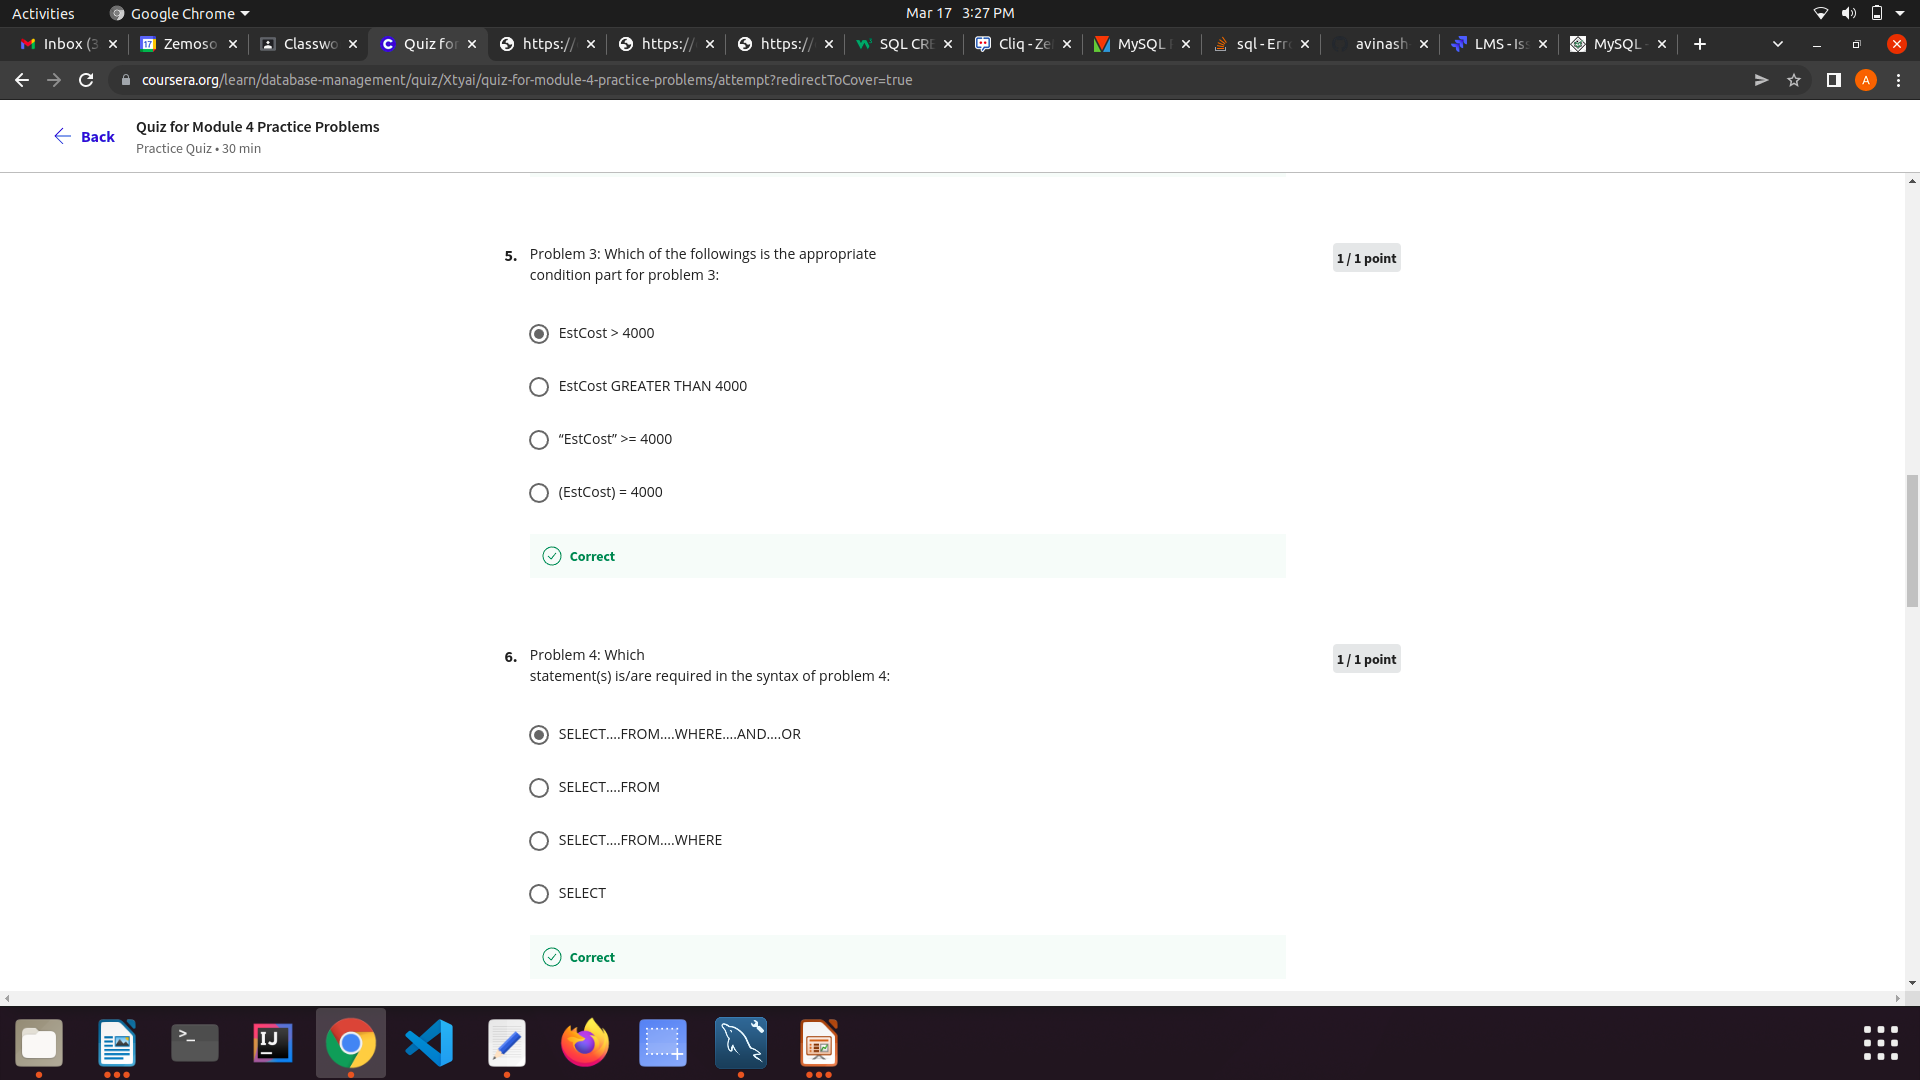 Activities
Google Chrome
Mar 17 3:27 PM
Inbox (3
Zemoso
Classwo
Quiz for
https://
https://
https://
SQL CRE
Cliq - Ze
MySQL
sql - Erro
avinash
LMS - Iss
MySQL -
coursera.org/learn/database-management/quiz/Xtyai/quiz-for-module-4-practice-problems/attempt?redirectToCover=true
A
Back
Quiz for Module 4 Practice Problems
Practice Quiz • 30 min
5. Problem 3: Which of the followings is the appropriate
condition part for problem 3:
1 / 1 point
EstCost > 4000
EstCost GREATER THAN 4000
“EstCost” >= 4000
(EstCost) = 4000
Correct
6. Problem 4: Which
statement(s) is/are required in the syntax of problem 4:
1 / 1 point
SELECT....FROM....WHERE....AND....OR
SELECT....FROM
SELECT....FROM....WHERE
SELECT
Correct
>_
IJ